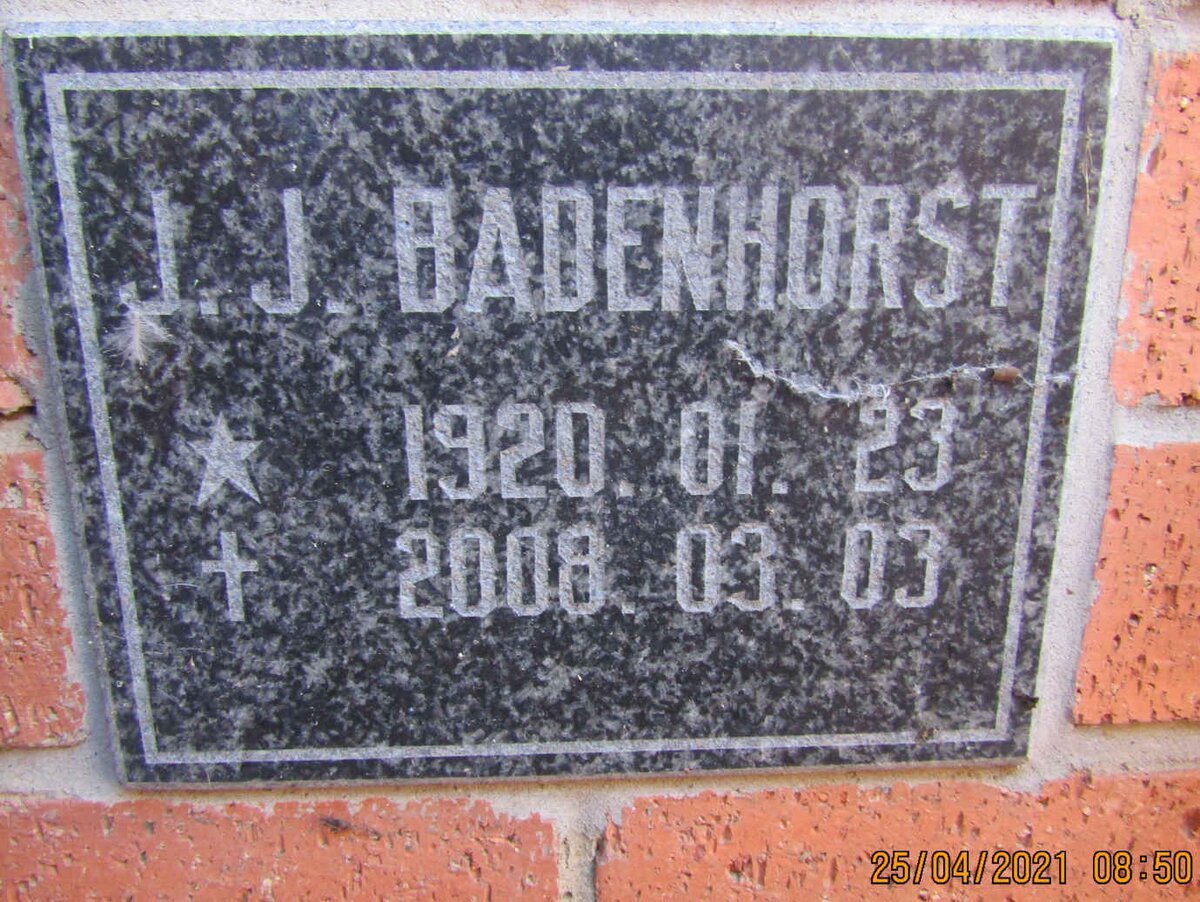 J.J. BADENHORST
★ 1920. 01. 23
✝ 2008. 03. 03
25/04/2021 08:50